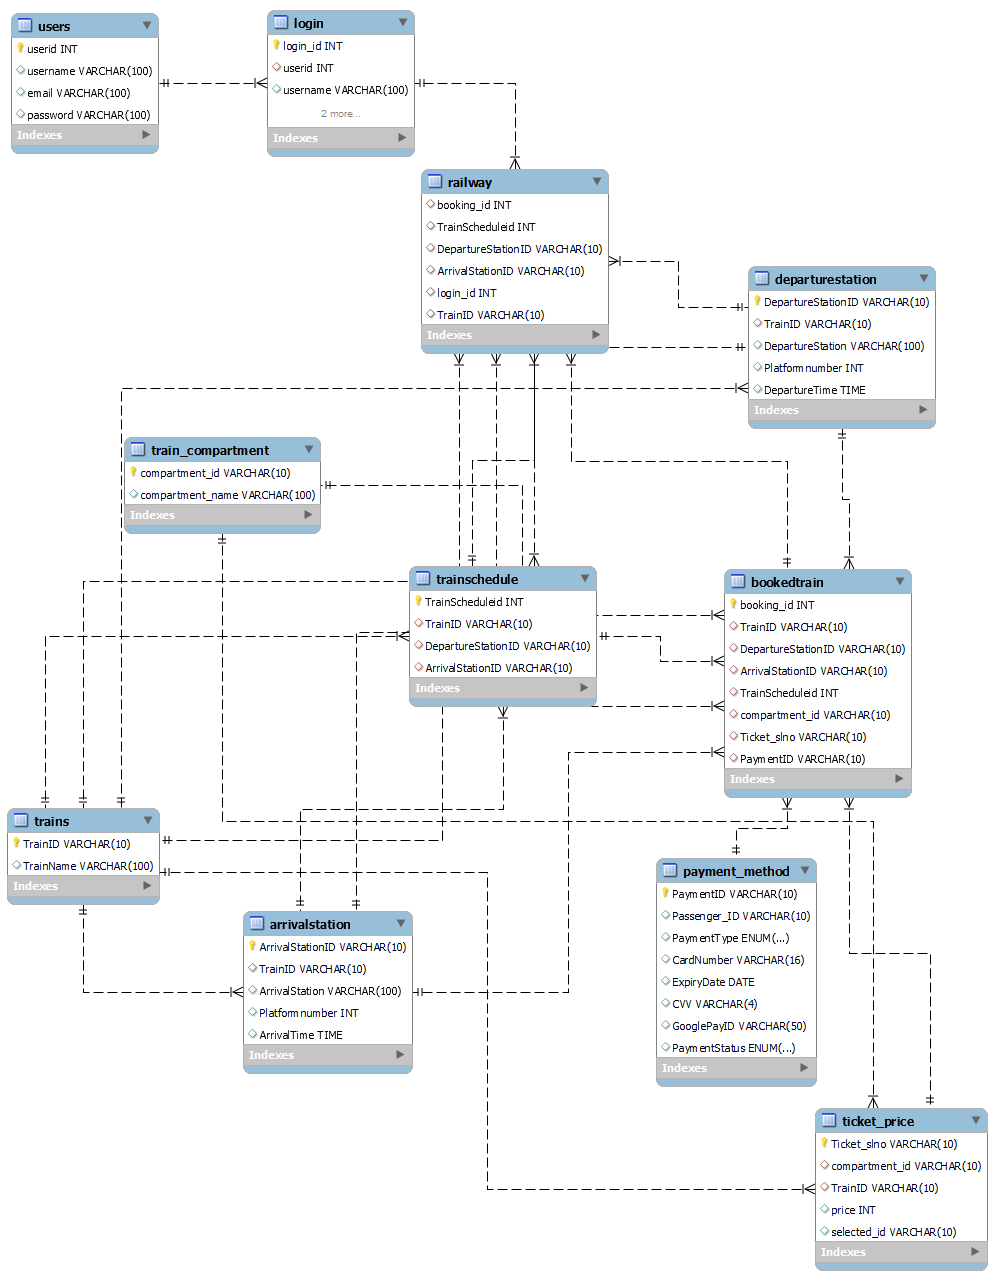 users
userid INT
username VARCHAR(100)
email VARCHAR(100)
password VARCHAR(100)
Indexes
login
login_id INT
userid INT
username VARCHAR(100)
2 more...
Indexes
railway
booking_id INT
TrainScheduleid INT
DepartureStationID VARCHAR(10)
ArrivalStationID VARCHAR(10)
login_id INT
TrainID VARCHAR(10)
Indexes
departurestation
DepartureStationID VARCHAR(10)
TrainID VARCHAR(10)
DepartureStation VARCHAR(100)
Platformnumber INT
DepartureTime TIME
Indexes
train_compartment
compartment_id VARCHAR(10)
compartment_name VARCHAR(100)
Indexes
trainschedule
TrainScheduleid INT
TrainID VARCHAR(10)
DepartureStationID VARCHAR(10)
ArrivalStationID VARCHAR(10)
Indexes
bookedtrain
booking_id INT
TrainID VARCHAR(10)
DepartureStationID VARCHAR(10)
ArrivalStationID VARCHAR(10)
TrainScheduleid INT
compartment_id VARCHAR(10)
Ticket_slno VARCHAR(10)
PaymentID VARCHAR(10)
Indexes
trains
TrainID VARCHAR(10)
TrainName VARCHAR(100)
Indexes
payment_method
PaymentID VARCHAR(10)
Passenger_ID VARCHAR(10)
PaymentType ENUM(...)
CardNumber VARCHAR(16)
ExpiryDate DATE
CVV VARCHAR(4)
GooglePayID VARCHAR(50)
PaymentStatus ENUM(...)
Indexes
arrivalstation
ArrivalStationID VARCHAR(10)
TrainID VARCHAR(10)
ArrivalStation VARCHAR(100)
Platformnumber INT
ArrivalTime TIME
Indexes
ticket_price
Ticket_slno VARCHAR(10)
compartment_id VARCHAR(10)
TrainID VARCHAR(10)
price INT
selected_id VARCHAR(10)
Indexes